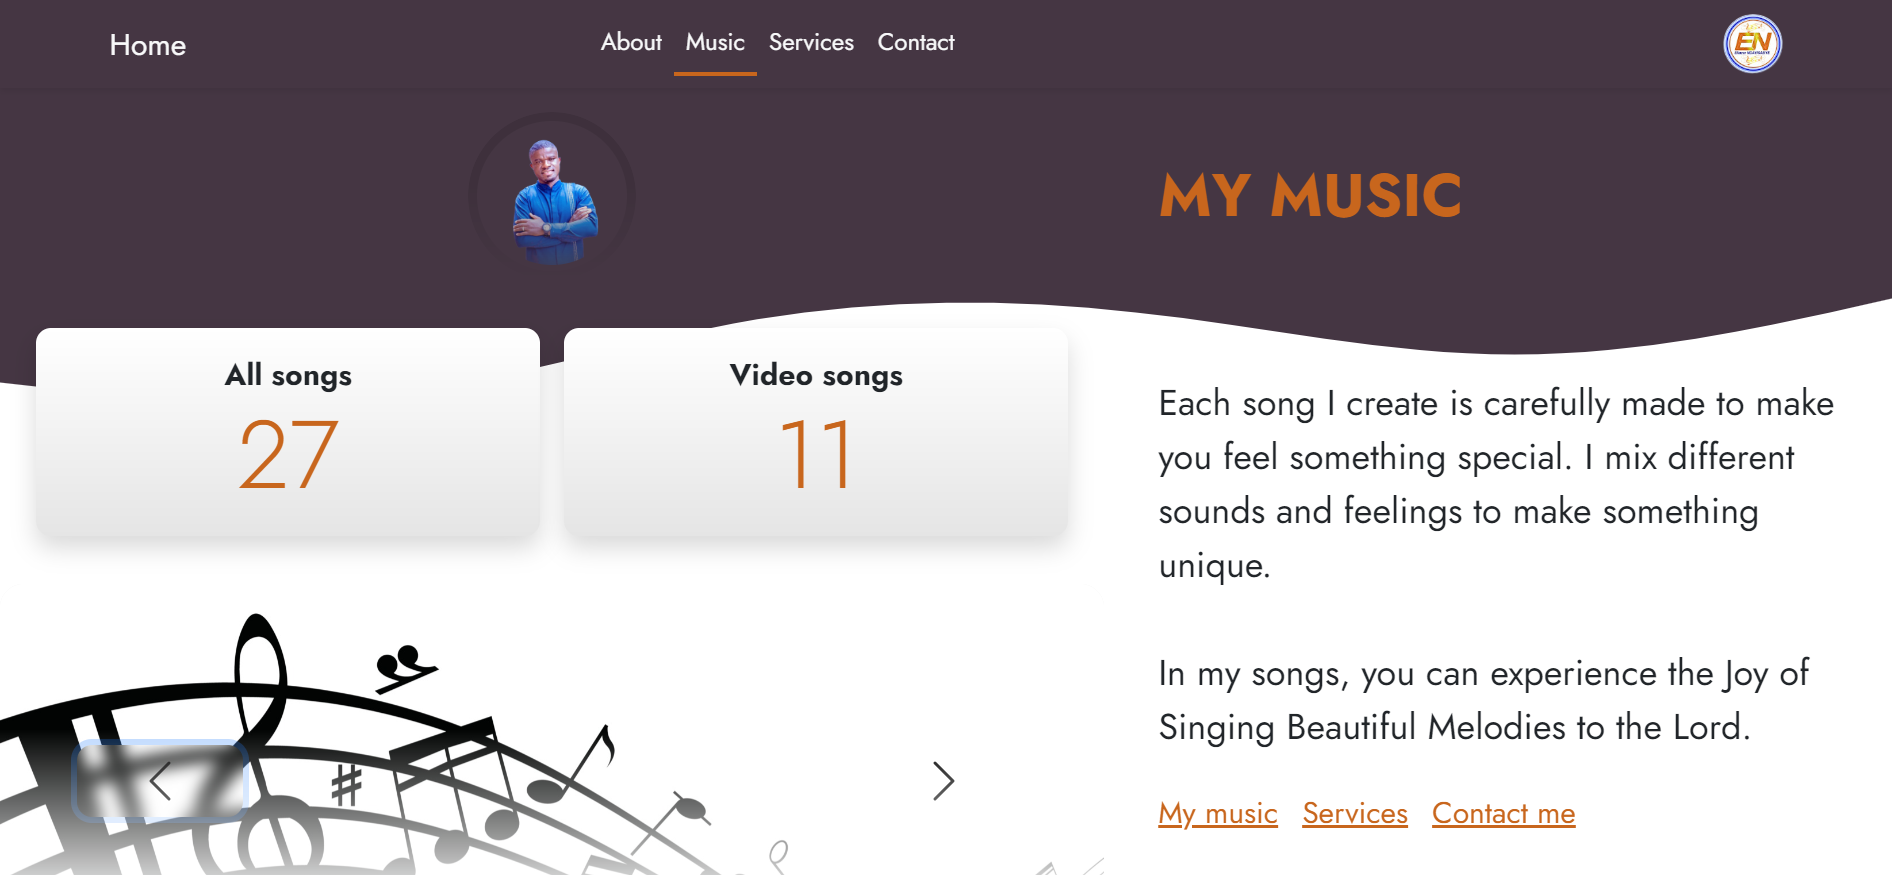 Home
About Music Services Contact
EN
MY MUSIC
All songs
27
Video songs
11
Each song I create is carefully made to make
you feel something special. I mix different
sounds and feelings to make something
unique.
In my songs, you can experience the Joy of
Singing Beautiful Melodies to the Lord.
My music Services Contact me